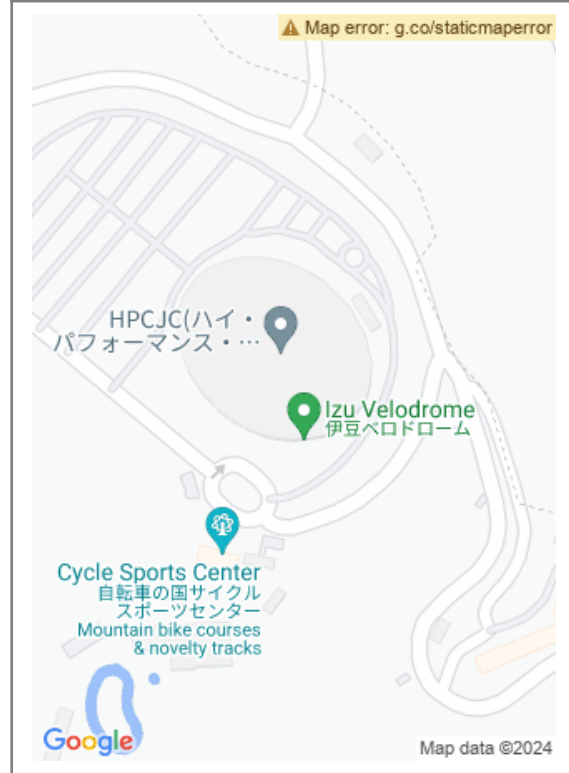 Map error: g.co/staticmaperror
HPCJC(ハイ・
パフォーマンス・…
Izu Velodrome
伊豆ベロドローム
Cycle Sports Center
自転車の国サイクル
スポーツセンター
Mountain bike courses
& novelty tracks
Google
Map data ©2024